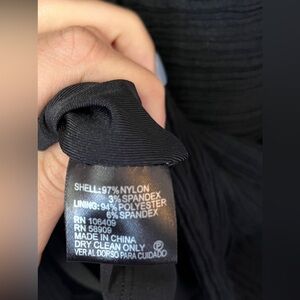 SHELL:97%NYLON
3%SPANDEX
LINING:94%POLYESTER
6%SPANDEX
RN 106409
RN 58909
MADE IN CHINA
DRY CLEAN ONLY
VER AL DORSO PARA CUIDADO